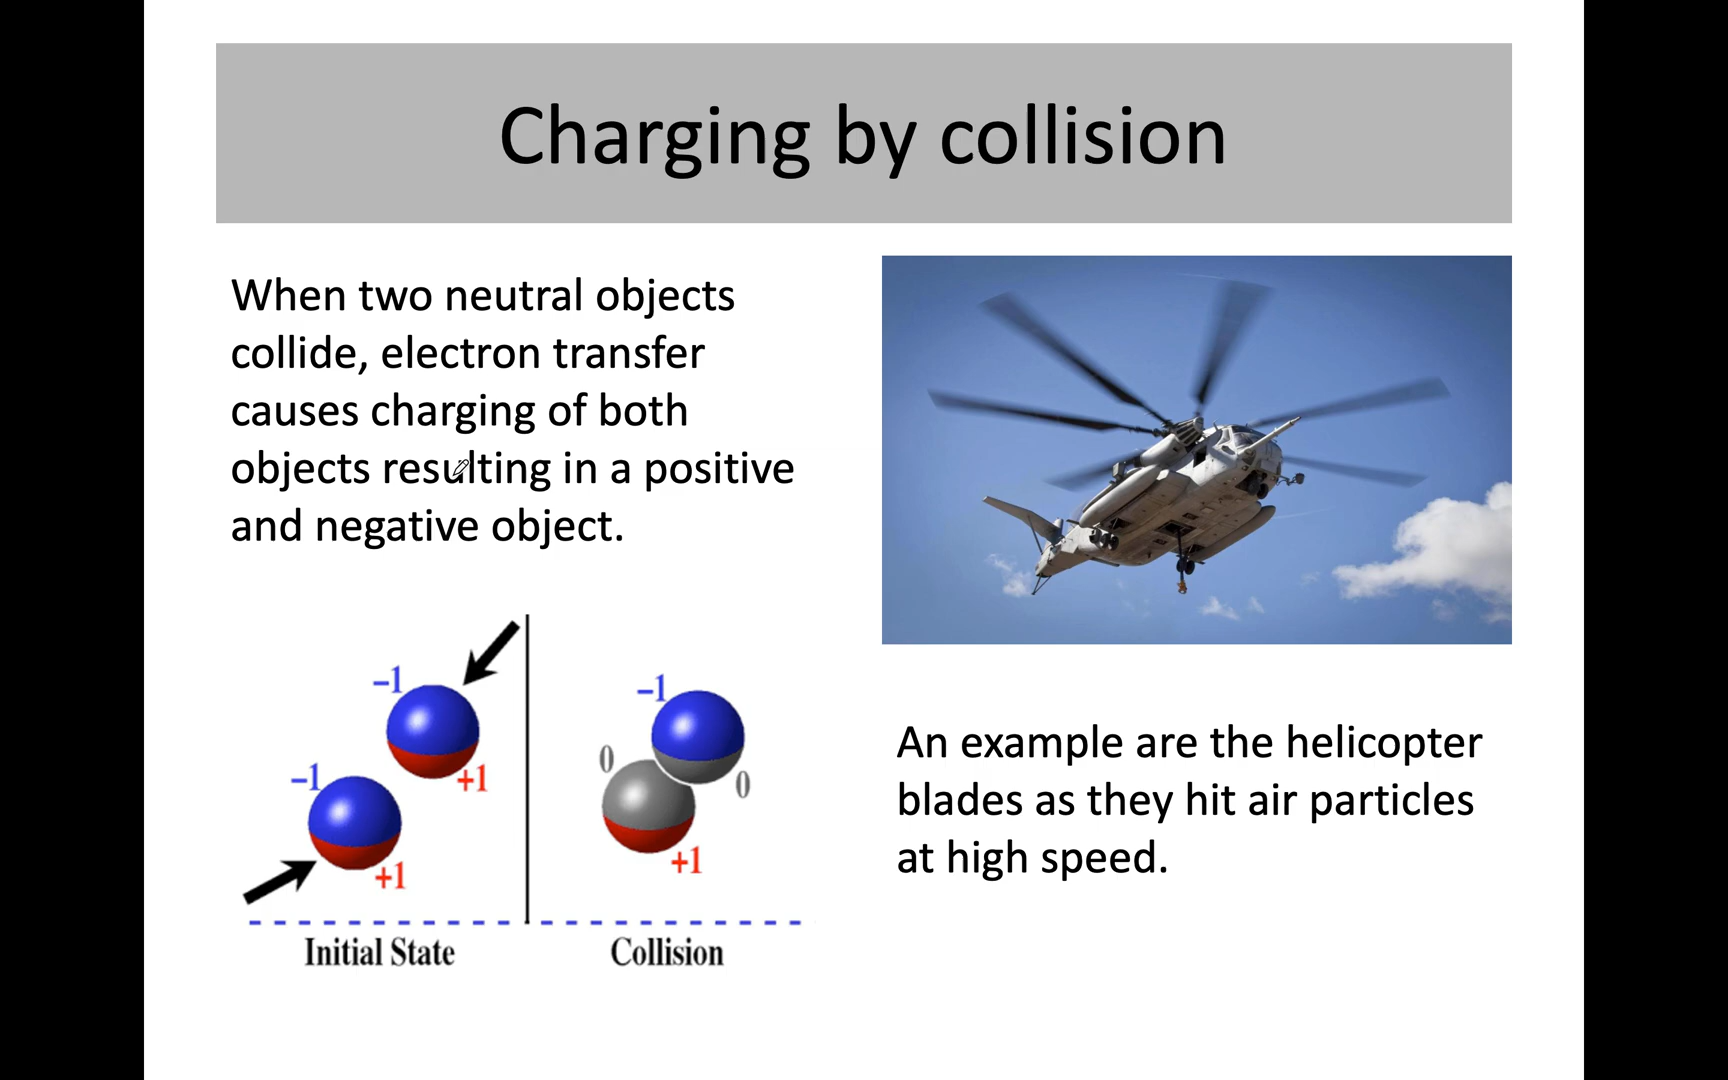 Charging by collision
When two neutral objects
collide, electron transfer
causes charging of both
objects resulting in a positive
and negative object.
An example are the helicopter
blades as they hit air particles
at high speed.
–1
+1
–1
+1
Initial State
–1
0
0
+1
Collision